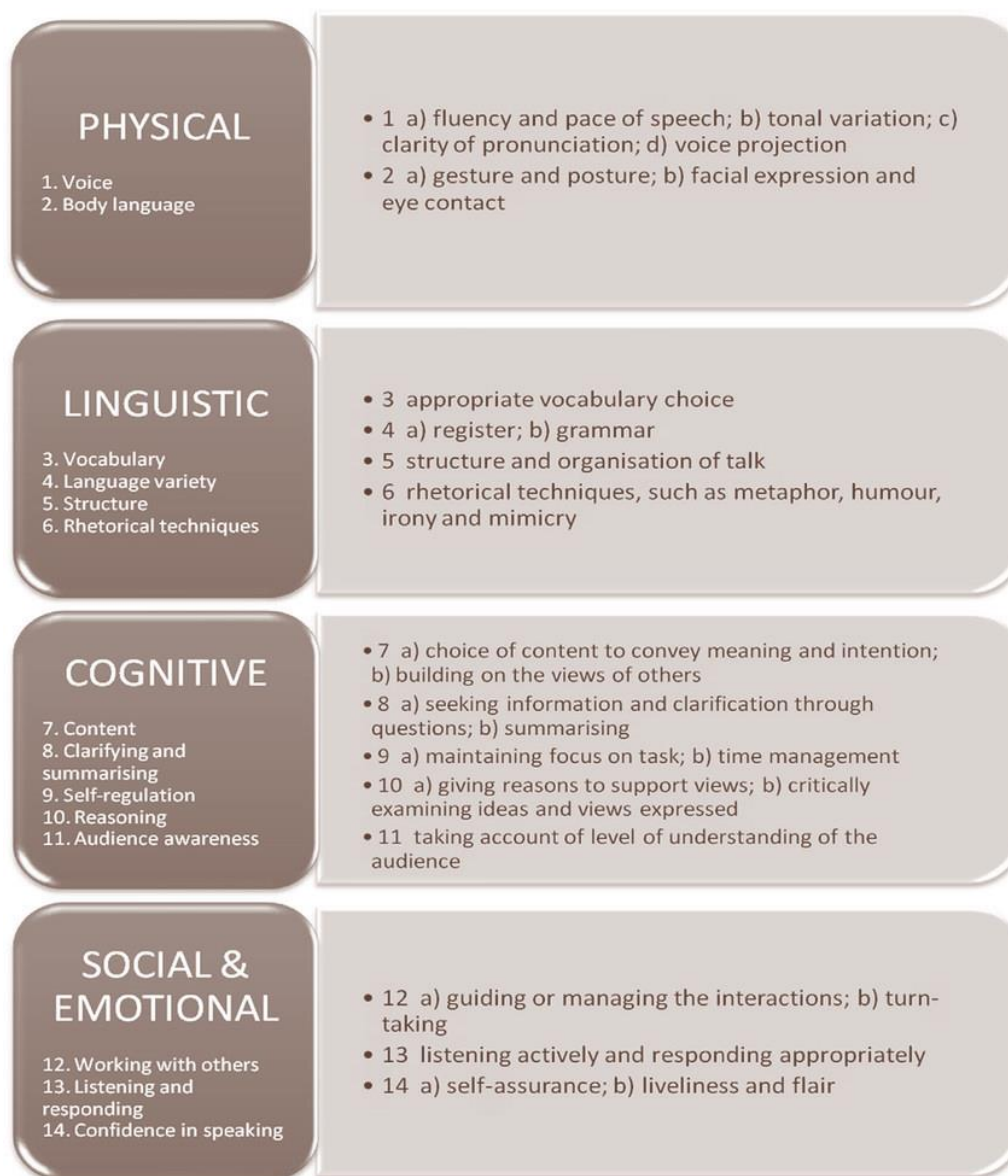 PHYSICAL
1. Voice
2. Body language
• 1 a) fluency and pace of speech; b) tonal variation; c)
clarity of pronunciation; d) voice projection
• 2 a) gesture and posture; b) facial expression and
eye contact
LINGUISTIC
3. Vocabulary
4. Language variety
5. Structure
6. Rhetorical techniques
• 3 appropriate vocabulary choice
• 4 a) register; b) grammar
• 5 structure and organisation of talk
• 6 rhetorical techniques, such as metaphor, humour,
irony and mimicry
COGNITIVE
7. Content
8. Clarifying and
summarising
9. Self-regulation
10. Reasoning
11. Audience awareness
• 7 a) choice of content to convey meaning and intention;
b) building on the views of others
• 8 a) seeking information and clarification through
questions; b) summarising
• 9 a) maintaining focus on task; b) time management
• 10 a) giving reasons to support views; b) critically
examining ideas and views expressed
• 11 taking account of level of understanding of the
audience
SOCIAL &
EMOTIONAL
12. Working with others
13. Listening and
responding
14. Confidence in speaking
• 12 a) guiding or managing the interactions; b) turn-
taking
• 13 listening actively and responding appropriately
• 14 a) self-assurance; b) liveliness and flair